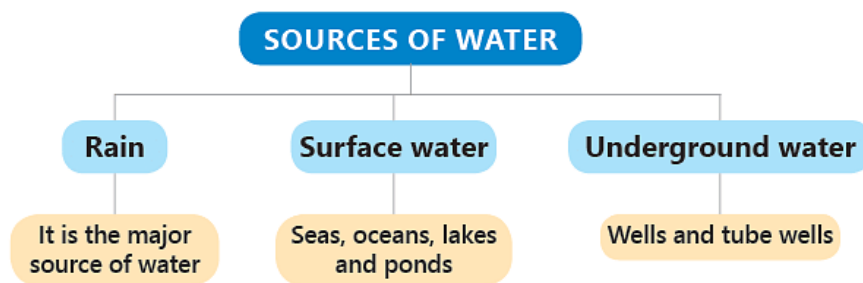 SOURCES OF WATER
Rain
Surface water
Underground water
It is the major
source of water
Seas, oceans, lakes
and ponds
Wells and tube wells